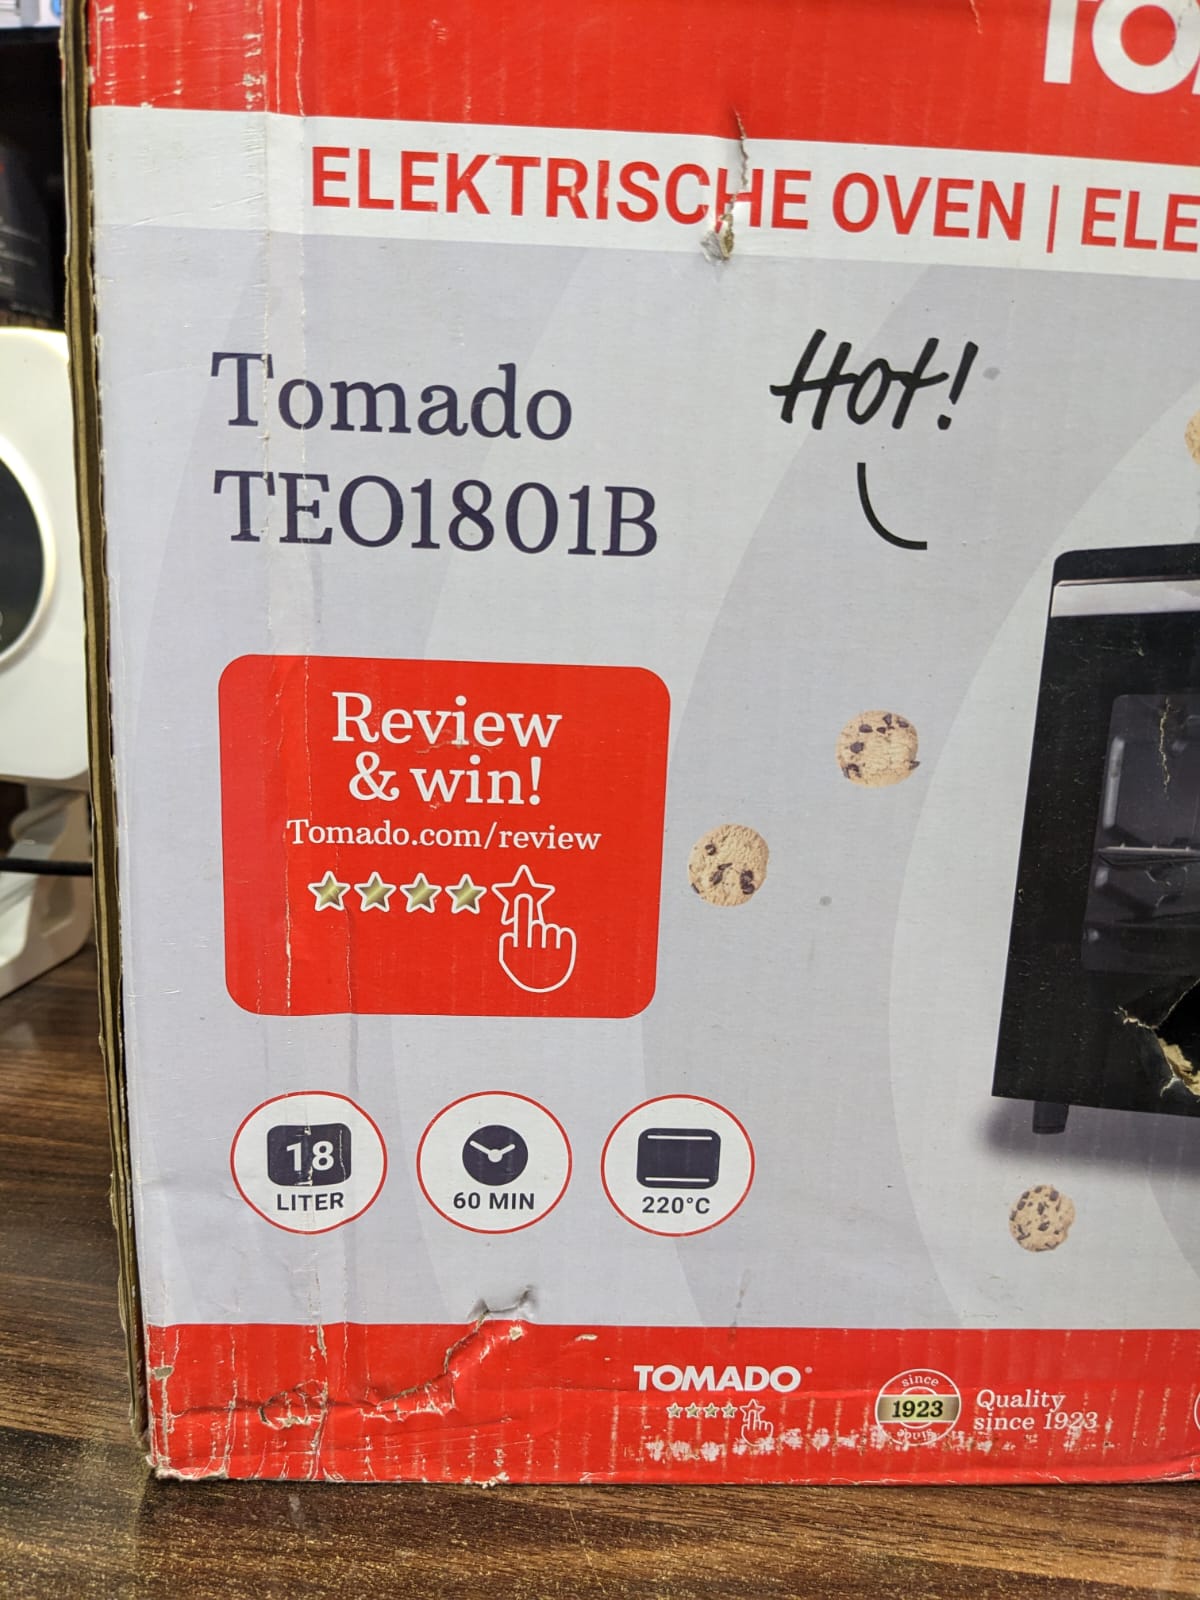 TO
ELEKTRISCHE OVEN | ELE
Hot!
Tomado
TEO1801B
Review
& win!
Tomado.com/review
18
LITER
60 MIN
220°C
TOMADO®
since
1923
Quality
since 1923